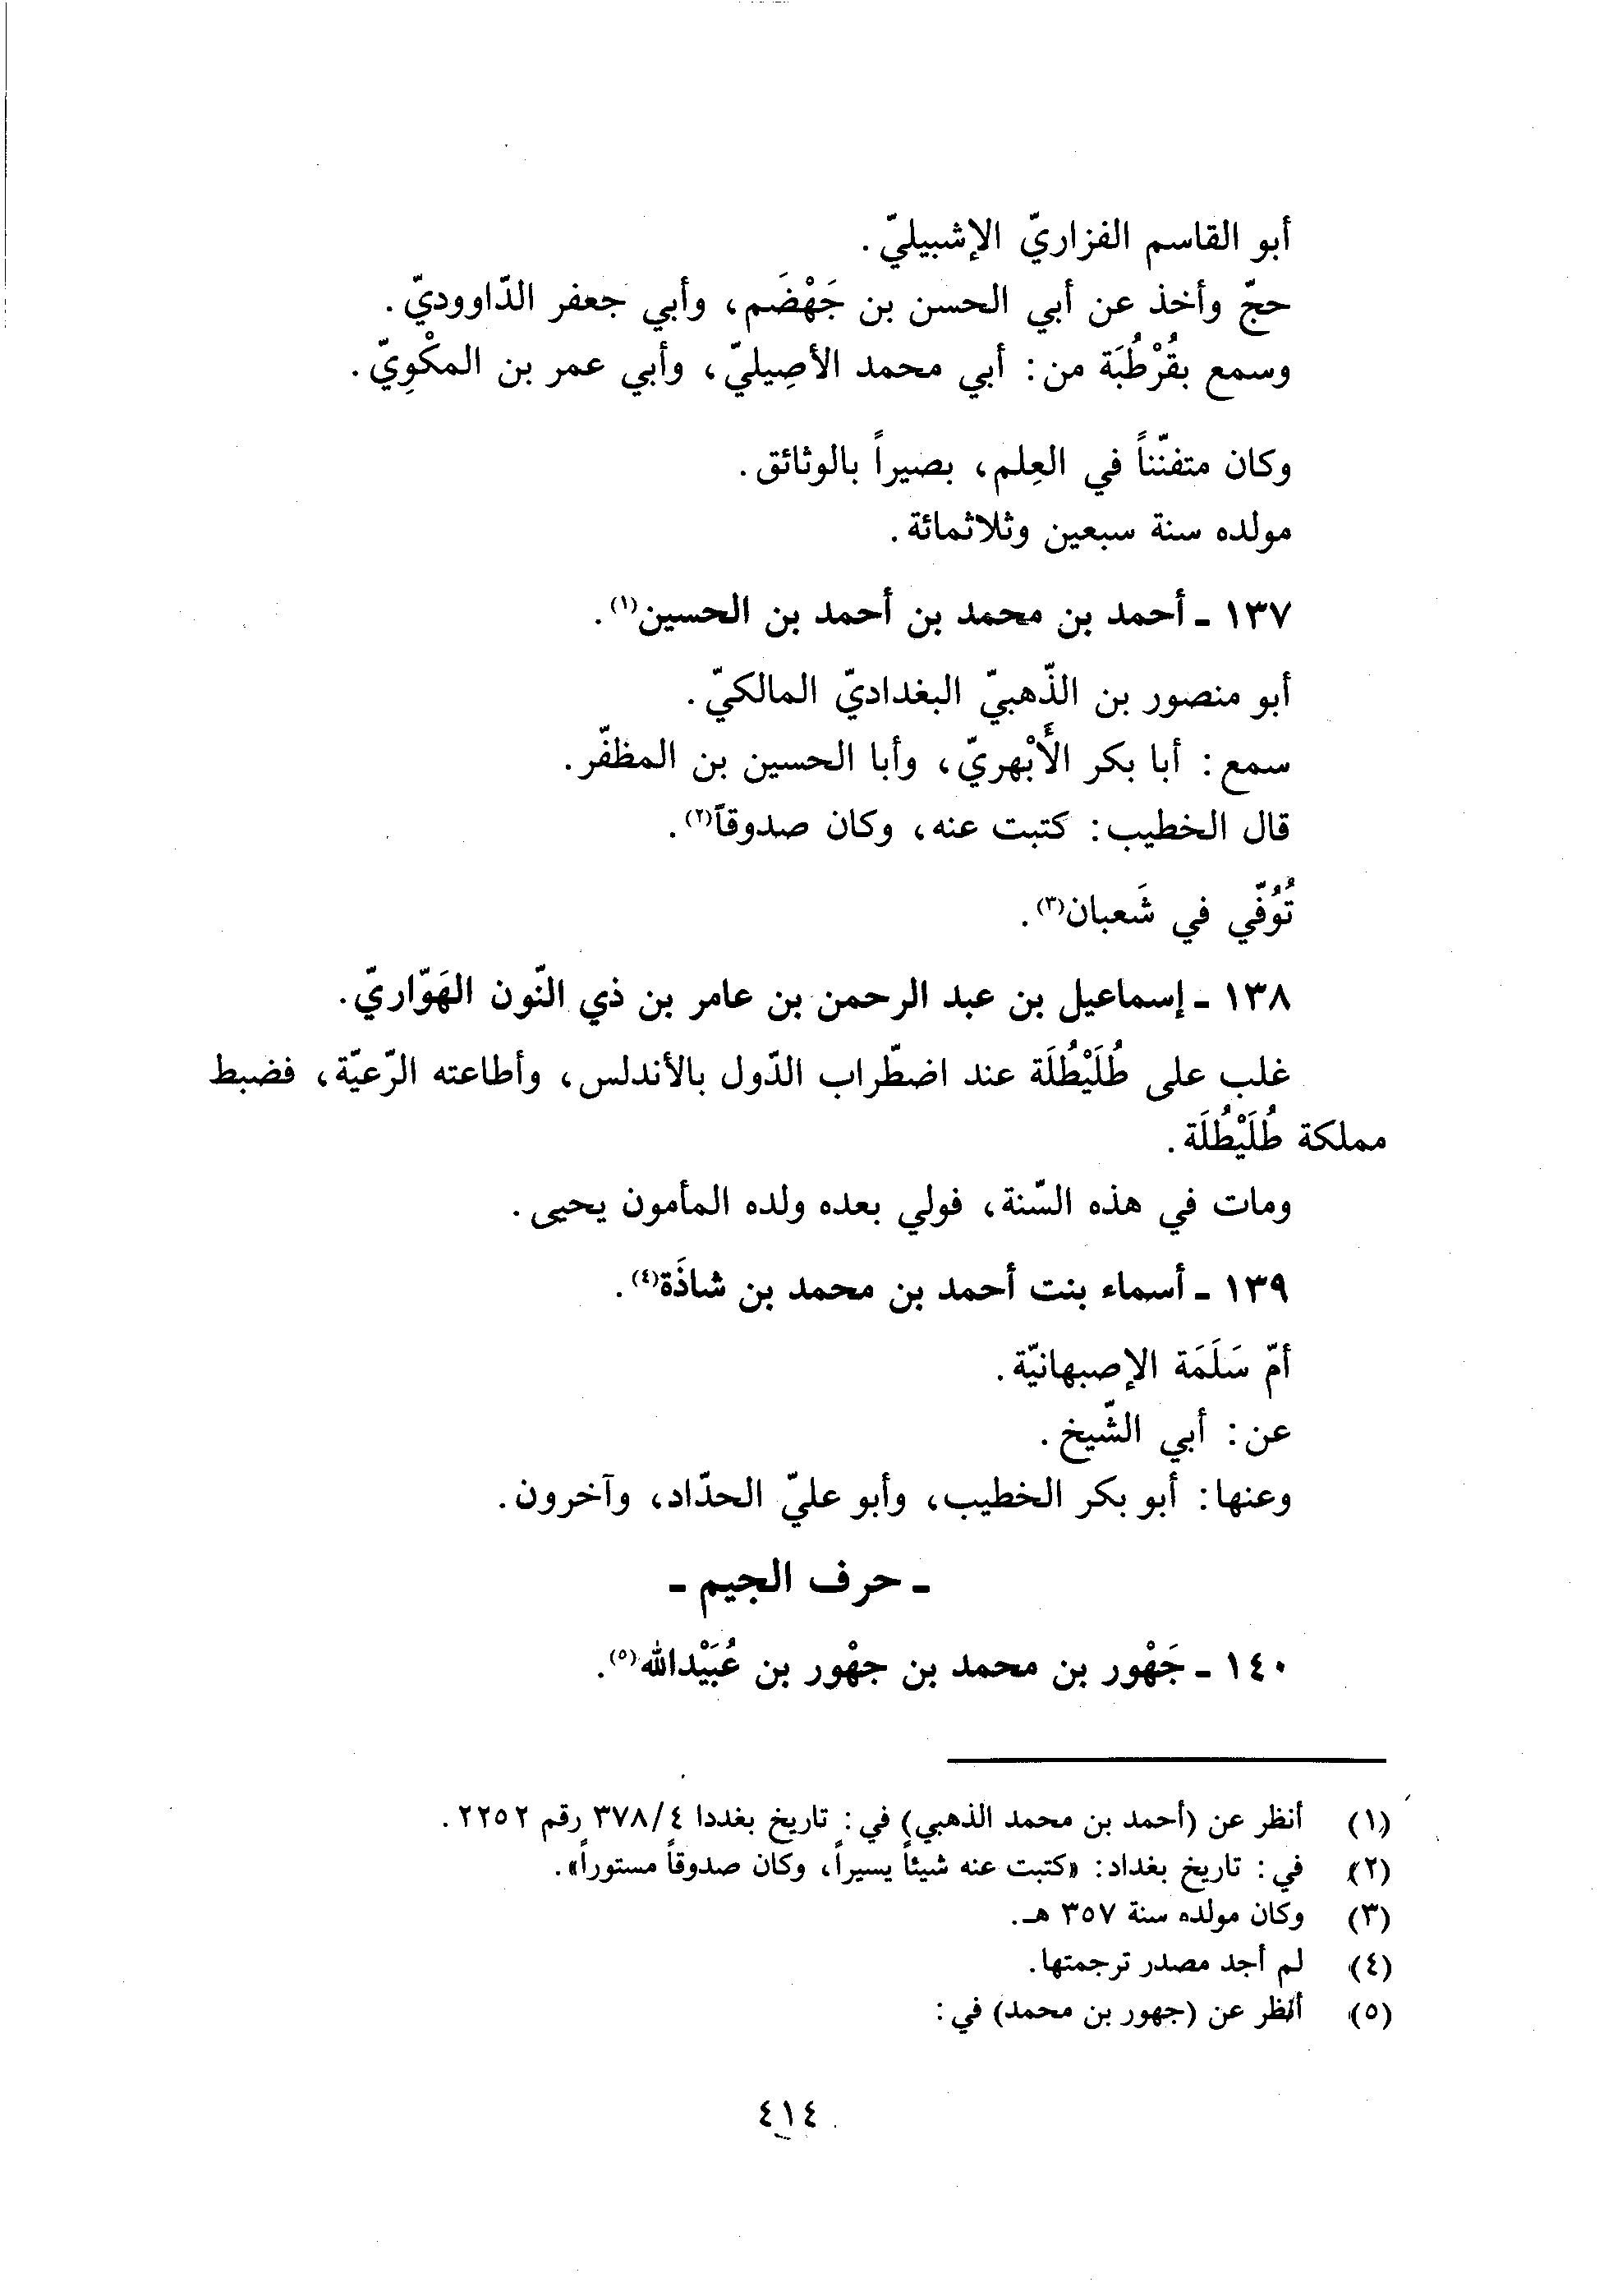 أبو القاسم الفزاريّ الإشبيليّ.
حجّ وأخذ عن أبي الحسن بن جَهْضَم، وأبي جعفر الدّاووديّ.
وسمع بقُرْطُبَة من: أبي محمد الأصِيليّ، وأبي عمر بن المكْوِيّ.
وكان متفنّناً في العِلم، بصيراً بالوثائق.
مولده سنة سبعين وثلاثمائة.
١٣٧ ـ أحمد بن محمد بن أحمد بن الحسين(١).
أبو منصور بن الذّهبيّ البغداديّ المالكيّ.
سمع: أبا بكر الأَبْهريّ، وأبا الحسين بن المظفّر.
قال الخطيب: كتبت عنه، وكان صدوقاً(٢).
تُوُفّي في شَعبان(٣).
١٣٨ ـ إسماعيل بن عبد الرحمن بن عامر بن ذي النّون الهَوّاريّ.
غلب على طُلَيْطُلَة عند اضطّراب الدّول بالأندلس، وأطاعته الرّعيّة، فضبط
مملكة طُلَيْطُلَة.
ومات في هذه السّنة، فولي بعده ولده المأمون يحيى.
١٣٩ ـ أسماء بنت أحمد بن محمد بن شاذَة(٤).
أمّ سَلَمَة الإصبهانيّة.
عن: أبي الشّيخ.
وعنها: أبو بكر الخطيب، وأبو عليّ الحدّاد، وآخرون.
ـ حرف الجيم ـ
١٤٠ ـ جَهْور بن محمد بن جهْور بن عُبَيْدالله(٥).
(١) أنظر عن (أحمد بن محمد الذهبي) في: تاريخ بغددا ٣٧٨/٤ رقم ٢٢٥٢.
(٢) في: تاريخ بغداد: «كتبت عنه شيئاً يسيراً، وكان صدوقاً مستوراً».
(٣) وكان مولده سنة ٣٥٧ هـ.
(٤) لم أجد مصدر ترجمتها.
(٥) أنظر عن (جهور بن محمد) في:
٤١٤